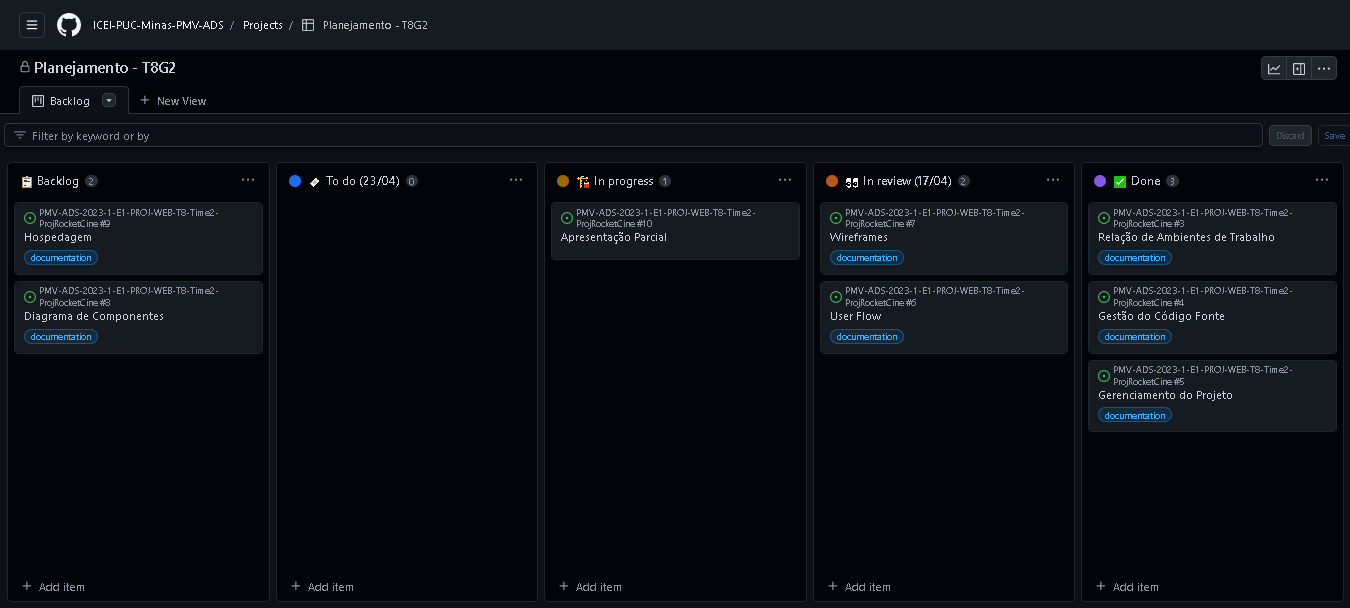 ICEI-PUC-Minas-PMV-ADS / Projects / Planejamento - T8G2
Planejamento - T8G2
Backlog
New View
Filter by keyword or by
Discard
Save
Backlog 2
PMV-ADS-2023-1-E1-PROJ-WEB-T8-Time2-
ProjRocketCine #9
Hospedagem
documentation
PMV-ADS-2023-1-E1-PROJ-WEB-T8-Time2-
ProjRocketCine #8
Diagrama de Componentes
documentation
+ Add item
To do (23/04) 0
+ Add item
In progress 1
PMV-ADS-2023-1-E1-PROJ-WEB-T8-Time2-
ProjRocketCine #10
Apresentação Parcial
+ Add item
In review (17/04) 2
PMV-ADS-2023-1-E1-PROJ-WEB-T8-Time2-
ProjRocketCine #7
Wireframes
documentation
PMV-ADS-2023-1-E1-PROJ-WEB-T8-Time2-
ProjRocketCine #6
User Flow
documentation
+ Add item
Done 3
PMV-ADS-2023-1-E1-PROJ-WEB-T8-Time2-
ProjRocketCine #3
Relação de Ambientes de Trabalho
documentation
PMV-ADS-2023-1-E1-PROJ-WEB-T8-Time2-
ProjRocketCine #4
Gestão do Código Fonte
documentation
PMV-ADS-2023-1-E1-PROJ-WEB-T8-Time2-
ProjRocketCine #5
Gerenciamento do Projeto
documentation
+ Add item